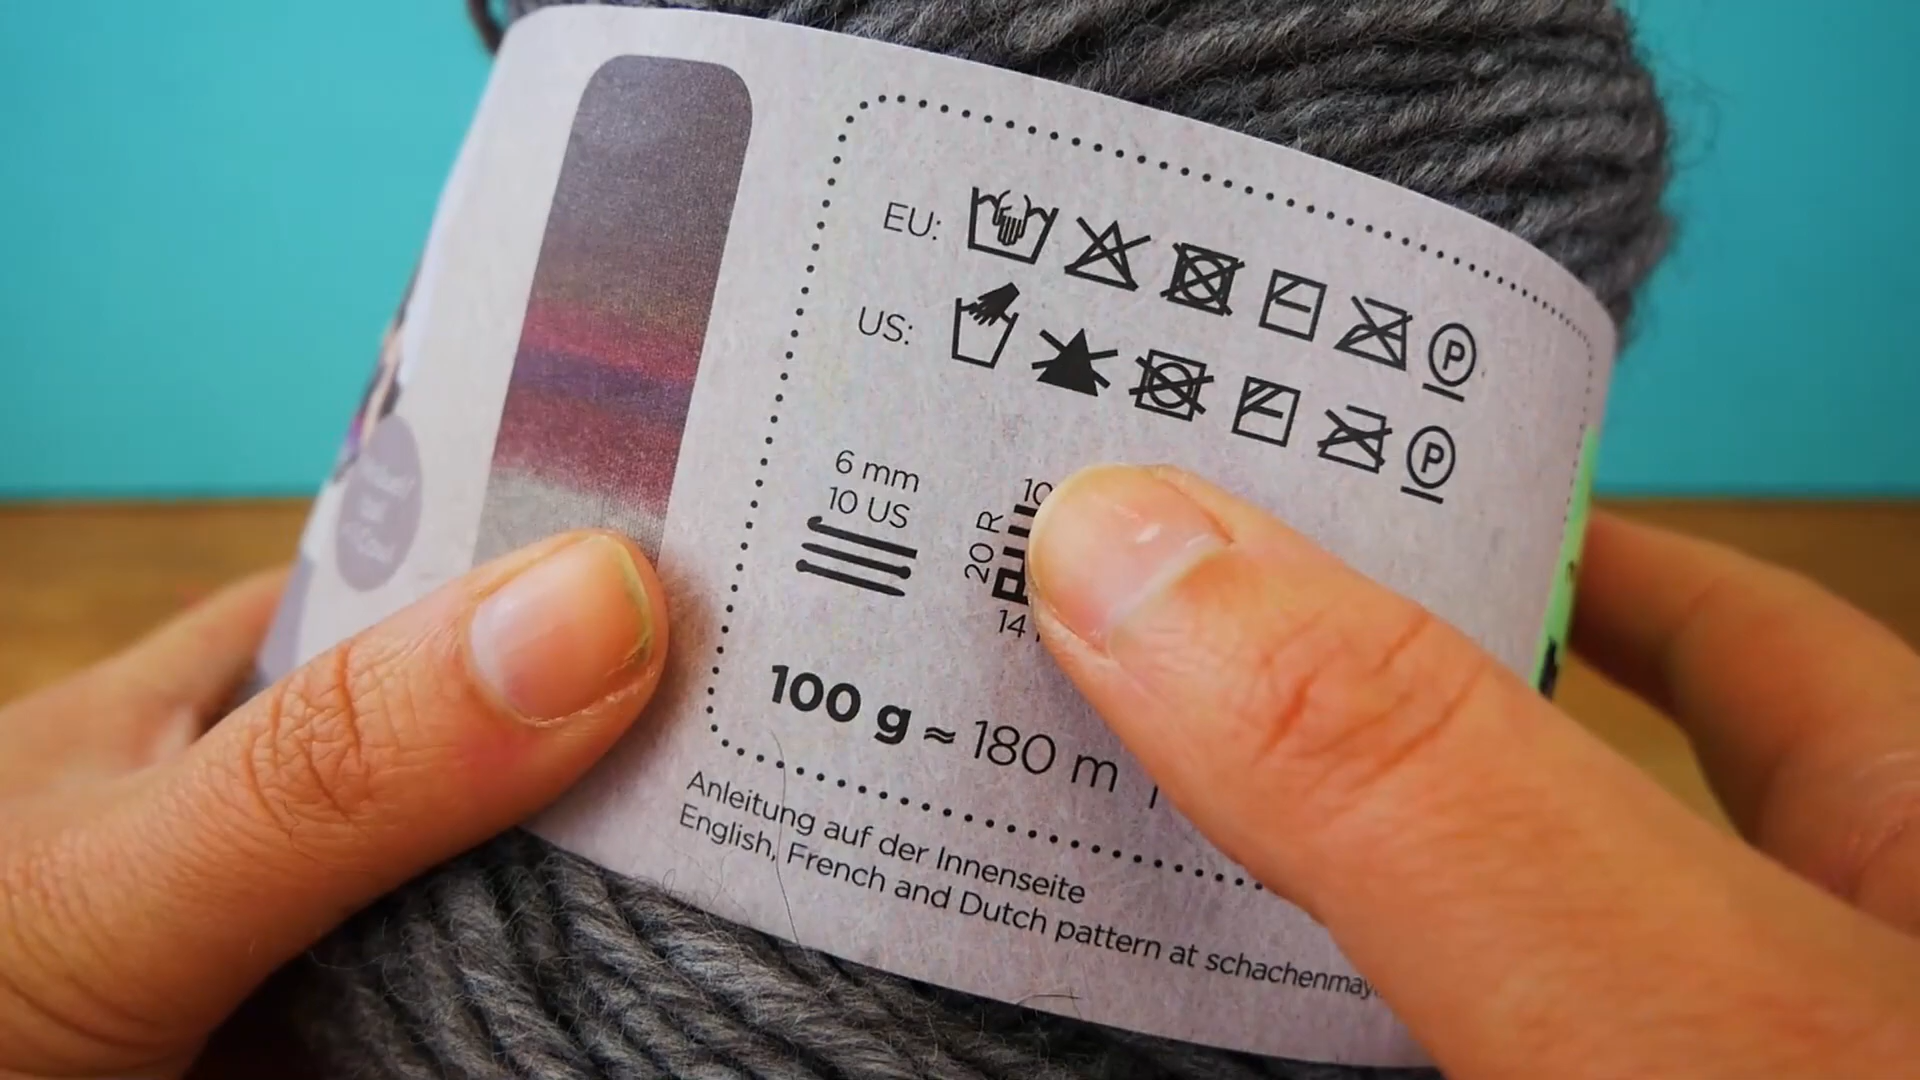 EU:
P
US:
P
6 mm
10 US
20 R
10
14
100 g ≈ 180 m
Anleitung auf der Innenseite
English, French and Dutch pattern at schachenmay